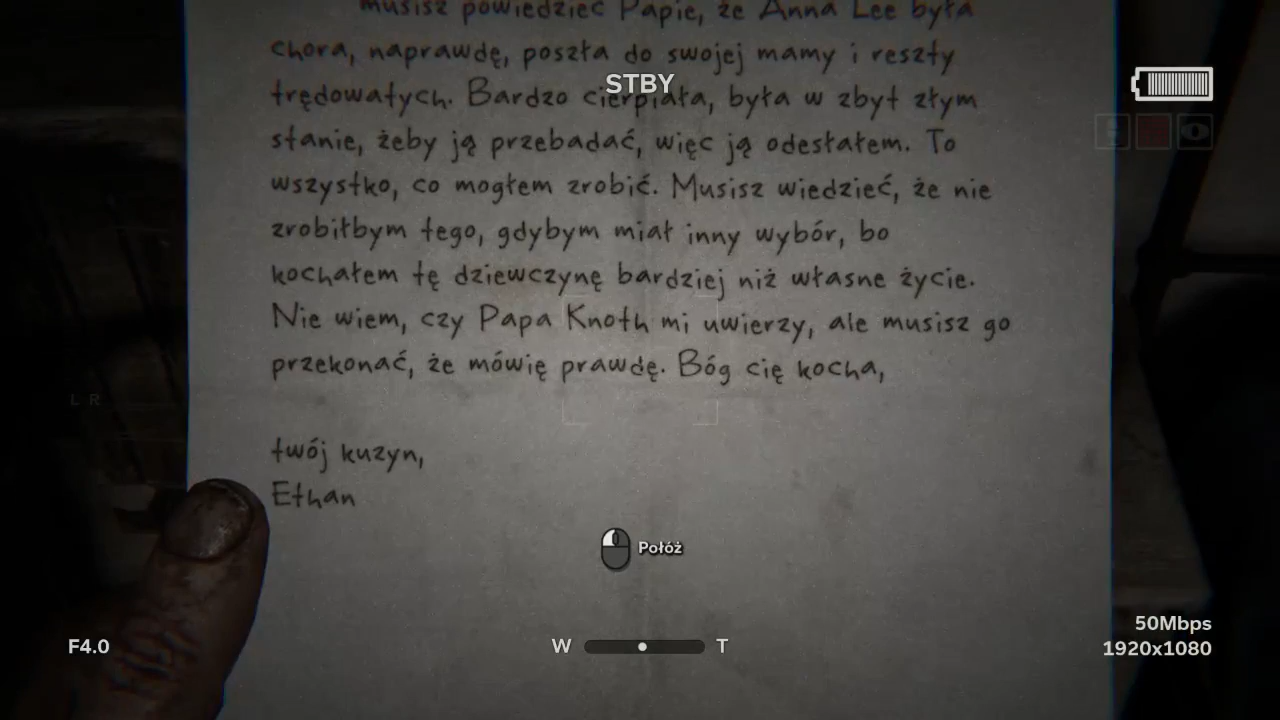 musisz powiedzieć Papie, że Anna Lee była
chora, naprawdę, poszła do swojej mamy i reszty
STBY
trędowatych. Bardzo cierpiała, była w zbyt złym
stanie, żeby ją przebadać, więc ją odesłałem. To
wszystko, co mogłem zrobić. Musisz wiedzieć, że nie
zrobiłbym tego, gdybym miał inny wybór, bo
kochałem tę dziewczynę bardziej niż własne życie.
Nie wiem, czy Papa Knoth mi uwierzy, ale musisz go
przekonać, że mówię prawdę. Bóg cię kocha,
L R
twój kuzyn,
Ethan
Połóż
50Mbps
F4.0
W T
1920x1080